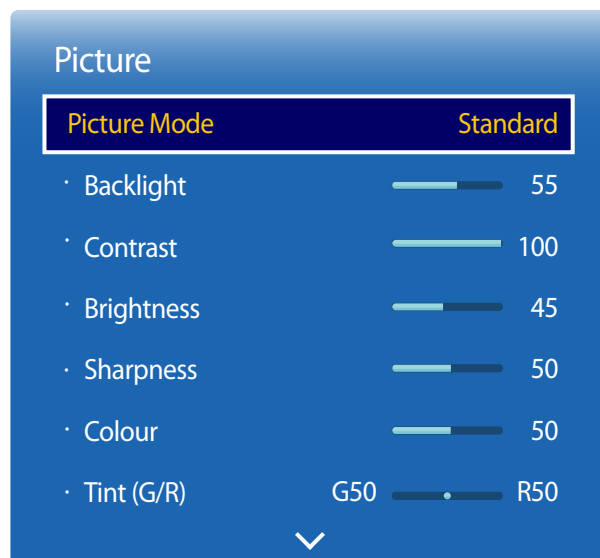 Picture
Picture Mode Standard
· Backlight 55
· Contrast 100
· Brightness 45
· Sharpness 50
· Colour 50
· Tint (G/R) G50 R50